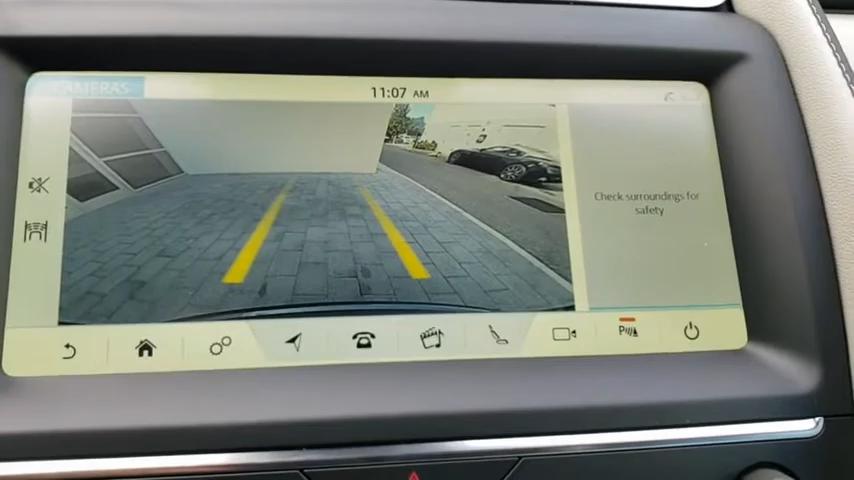 CAMERAS
11:07 AM
Check surroundings for
safety
P